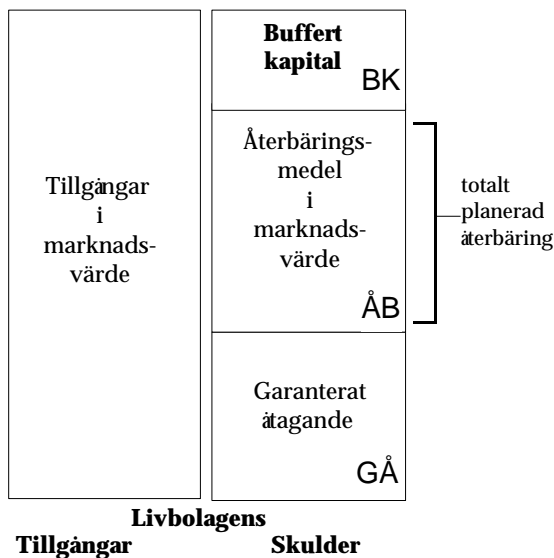 Tillgångar
i
marknads-
värde
Buffert
kapital
BK
Återbärings-
medel
i
marknads-
värde
ÅB
totalt
planerad
återbäring
Garanterat
åtagande
GÅ
Livbolagens
Tillgångar Skulder